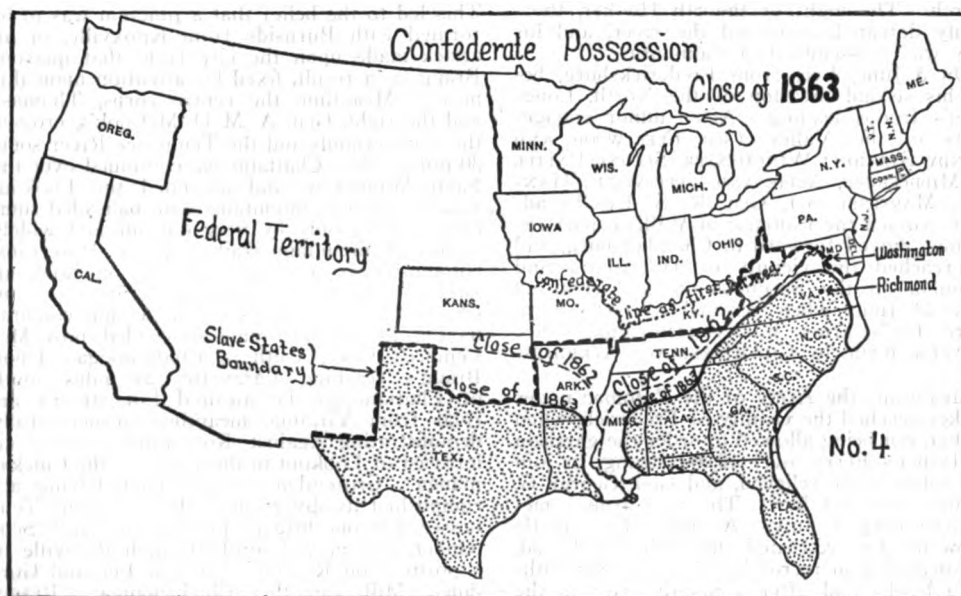 Confederate Possession.
Close of 1863
Federal Territory
Slave States
Boundary
No. 4
Washington
Richmond
OREG.
CAL.
MINN.
WIS.
MICH.
IOWA
ILL.
IND.
OHIO
PA.
N.Y.
ME.
VT.
N.H.
MASS.
CONN.
N.J.
DEL.
MD.
KANS.
MO.
KY.
VA.
TENN.
N.C.
S.C.
ARK.
MISS.
ALA.
GA.
LA.
TEX.
FLA.
Confederate line as first formed.
Close of 1862
Close of 1862
Close of 1863
Close of 1863